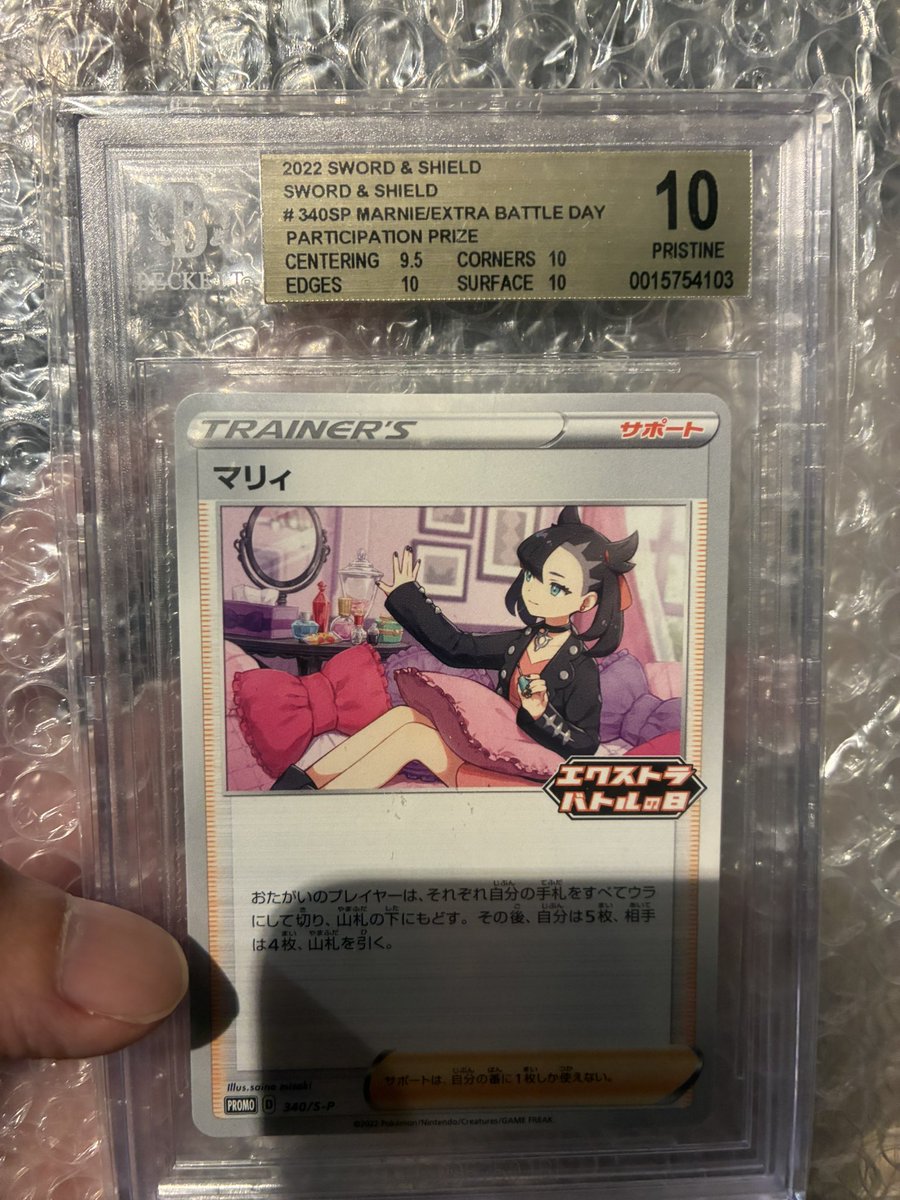 2022 SWORD & SHIELD
SWORD & SHIELD
# 340SP MARNIE/EXTRA BATTLE DAY
PARTICIPATION PRIZE
CENTERING 9.5 CORNERS 10
EDGES 10 SURFACE 10
10
PRISTINE
0015754103
BECKETT
TRAINER'S サポート
マリィ
エクストラ
バトルの日
おたがいのプレイヤーは、それぞれ自分の手札をすべてウラ
にして切り、山札の下にもどす。その後、自分は5枚、相手
は4枚、山札を引く。
サポートは、自分の番に1枚しか使えない。
Illus.saino misaki
PROMO D 340/S-P
©2022 Pokémon/Nintendo/Creatures/GAME FREAK